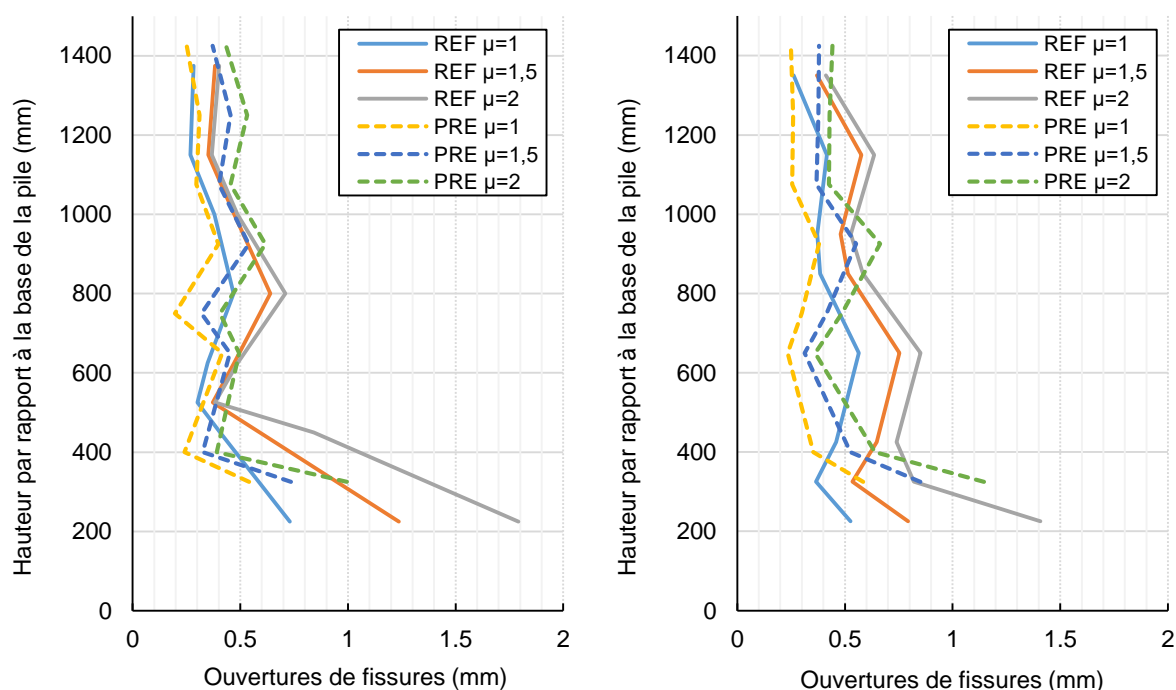 Hauteur par rapport à la base de la pile (mm)
1400
1200
1000
800
600
400
200
0
REF µ=1
REF µ=1,5
REF µ=2
PRE µ=1
PRE µ=1,5
PRE µ=2
0
0.5
1
1.5
2
Ouvertures de fissures (mm)
Hauteur par rapport à la base de la pile (mm)
1400
1200
1000
800
600
400
200
0
REF µ=1
REF µ=1,5
REF µ=2
PRE µ=1
PRE µ=1,5
PRE µ=2
0
0.5
1
1.5
2
Ouvertures de fissures (mm)